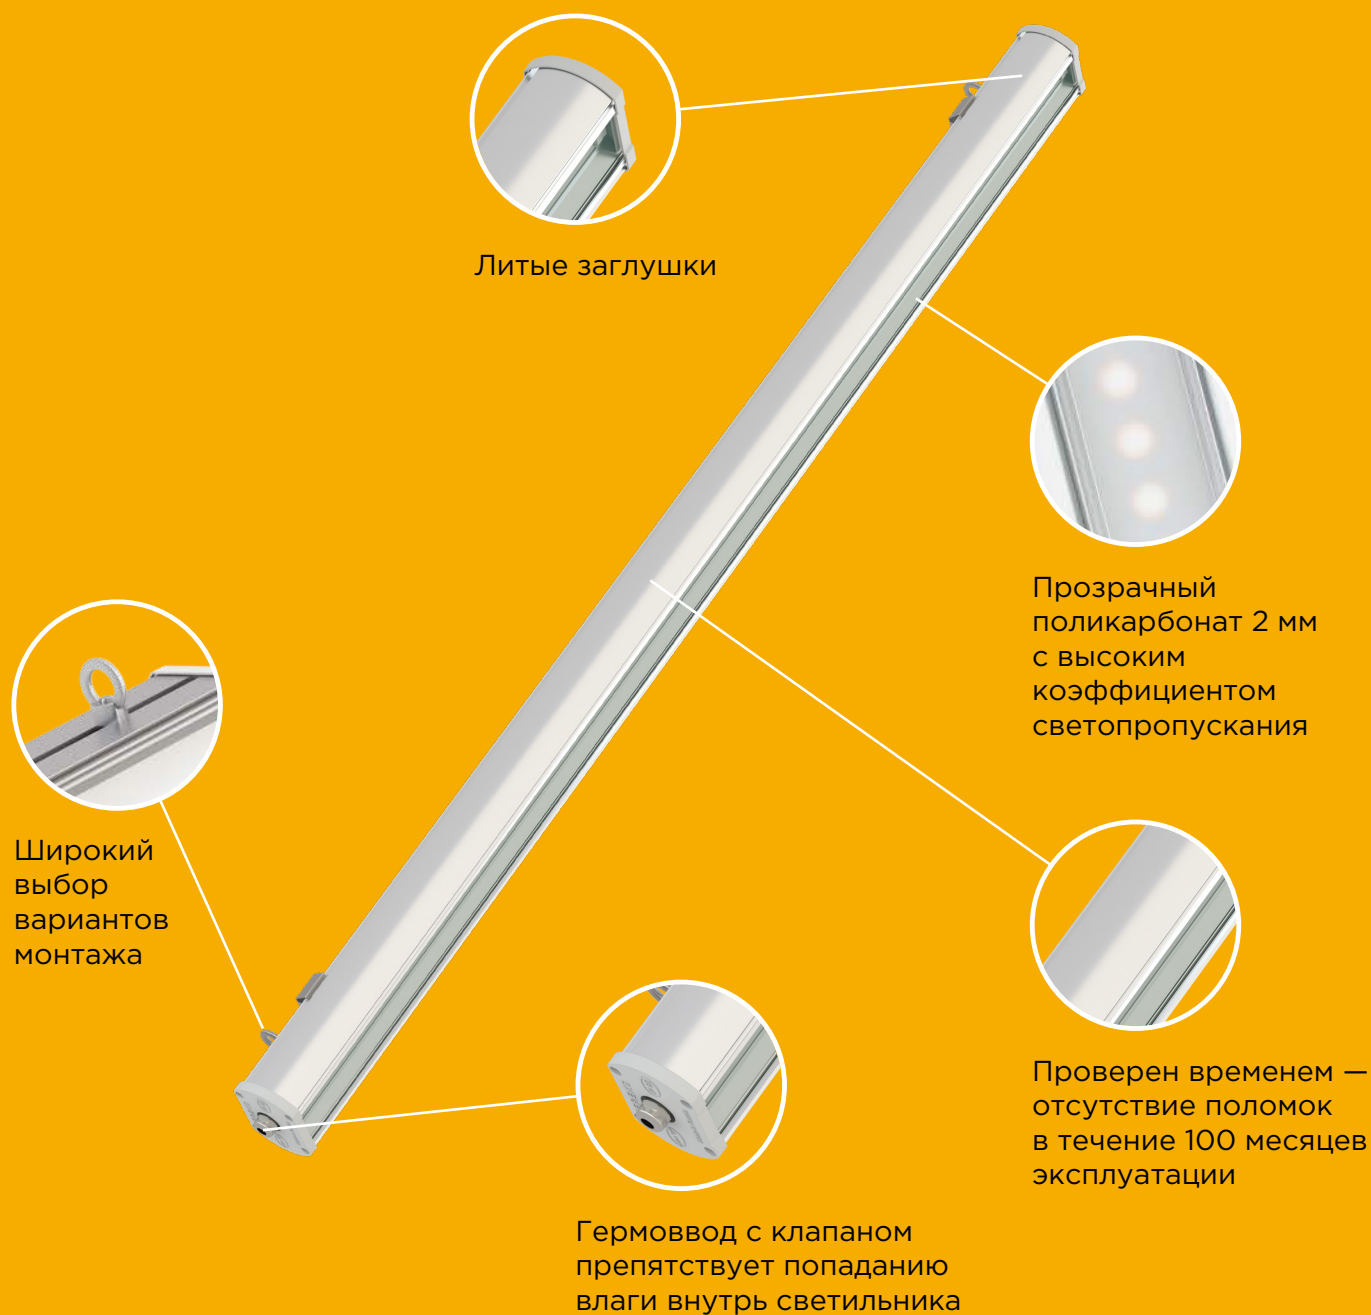 Литые заглушки
Прозрачный
поликарбонат 2 мм
с высоким
коэффициентом
светопропускания
Широкий
выбор
вариантов
монтажа
Проверен временем —
отсутствие поломок
в течение 100 месяцев
эксплуатации
Гермоввод с клапаном
препятствует попаданию
влаги внутрь светильника